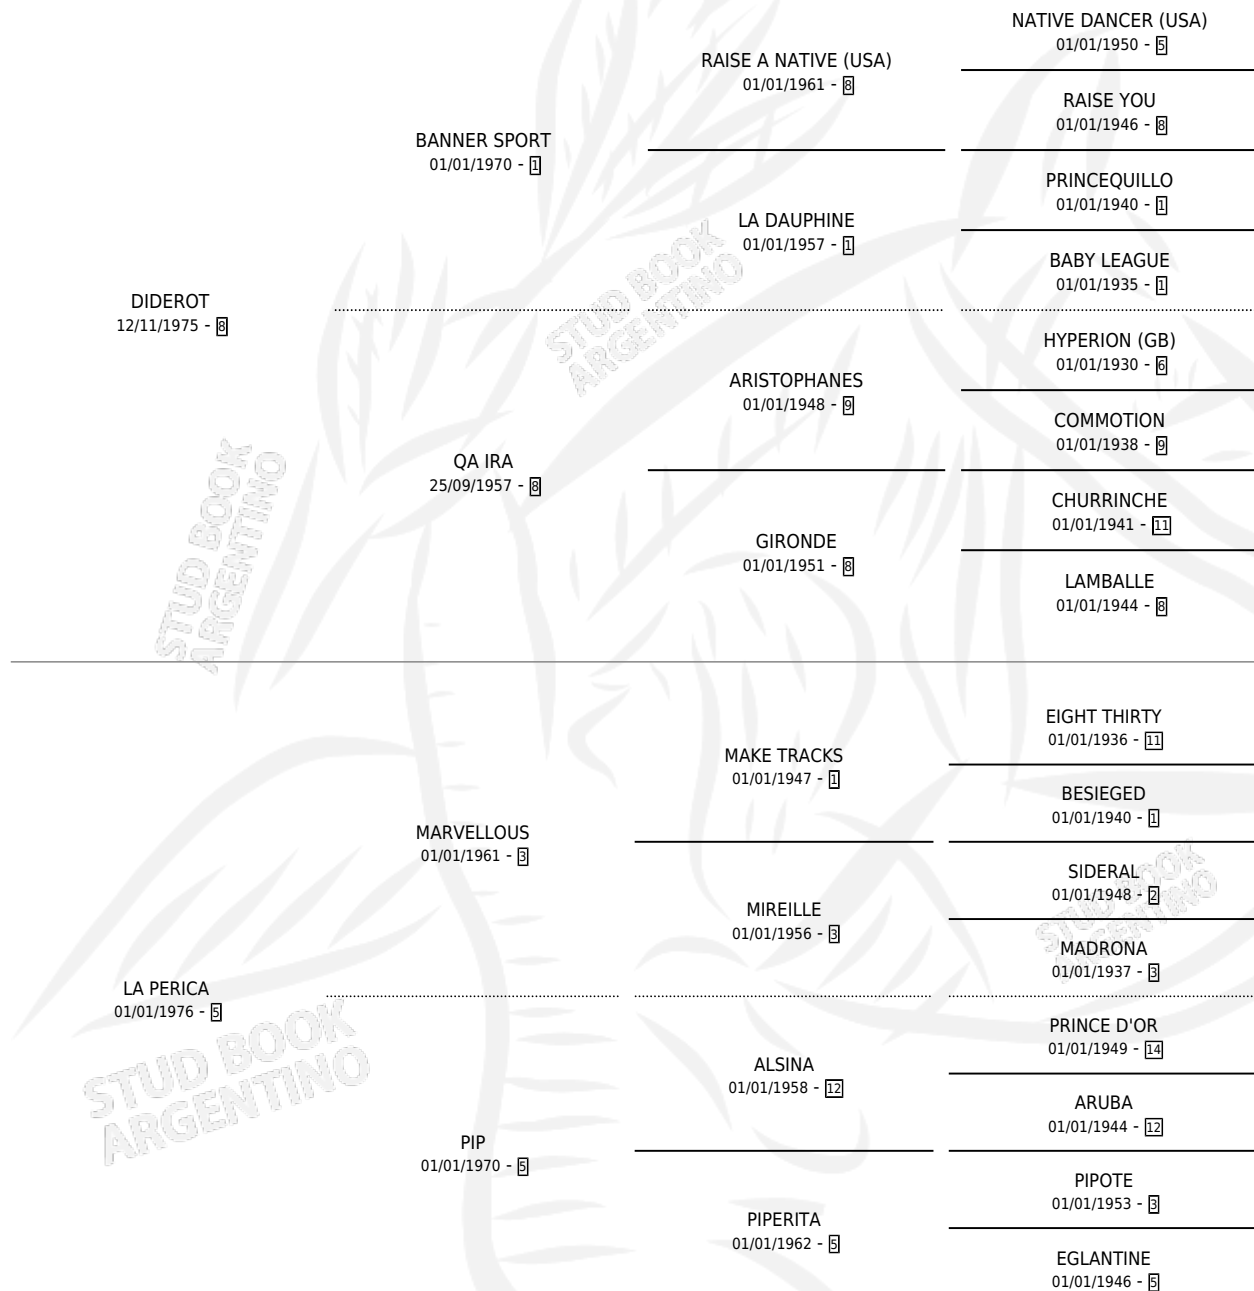 NATIVE DANCER (USA)
01/01/1950 - 5
RAISE A NATIVE (USA)
01/01/1961 - 8
RAISE YOU
01/01/1946 - 8
BANNER SPORT
01/01/1970 - 1
PRINCEQUILLO
01/01/1940 - 1
LA DAUPHINE
01/01/1957 - 1
BABY LEAGUE
01/01/1935 - 1
DIDEROT
12/11/1975 - 8
HYPERION (GB)
01/01/1930 - 6
ARISTOPHANES
01/01/1948 - 9
COMMOTION
01/01/1938 - 9
QA IRA
25/09/1957 - 8
CHURRINCHE
01/01/1941 - 11
GIRONDE
01/01/1951 - 8
LAMBALLE
01/01/1944 - 8
EIGHT THIRTY
01/01/1936 - 11
MAKE TRACKS
01/01/1947 - 1
BESIEGED
01/01/1940 - 1
MARVELLOUS
01/01/1961 - 3
SIDERAL
01/01/1948 - 2
MIREILLE
01/01/1956 - 3
MADRONA
01/01/1937 - 3
LA PERICA
01/01/1976 - 5
PRINCE D'OR
01/01/1949 - 14
ALSINA
01/01/1958 - 12
ARUBA
01/01/1944 - 12
PIP
01/01/1970 - 5
PIPOTE
01/01/1953 - 3
PIPERITA
01/01/1962 - 5
EGLANTINE
01/01/1946 - 5
STUD BOOK
ARGENTINO
STUD BOOK
ARGENTINO
STUD BOOK
ARGENTINO
STUD BOOK
ARGENTINO